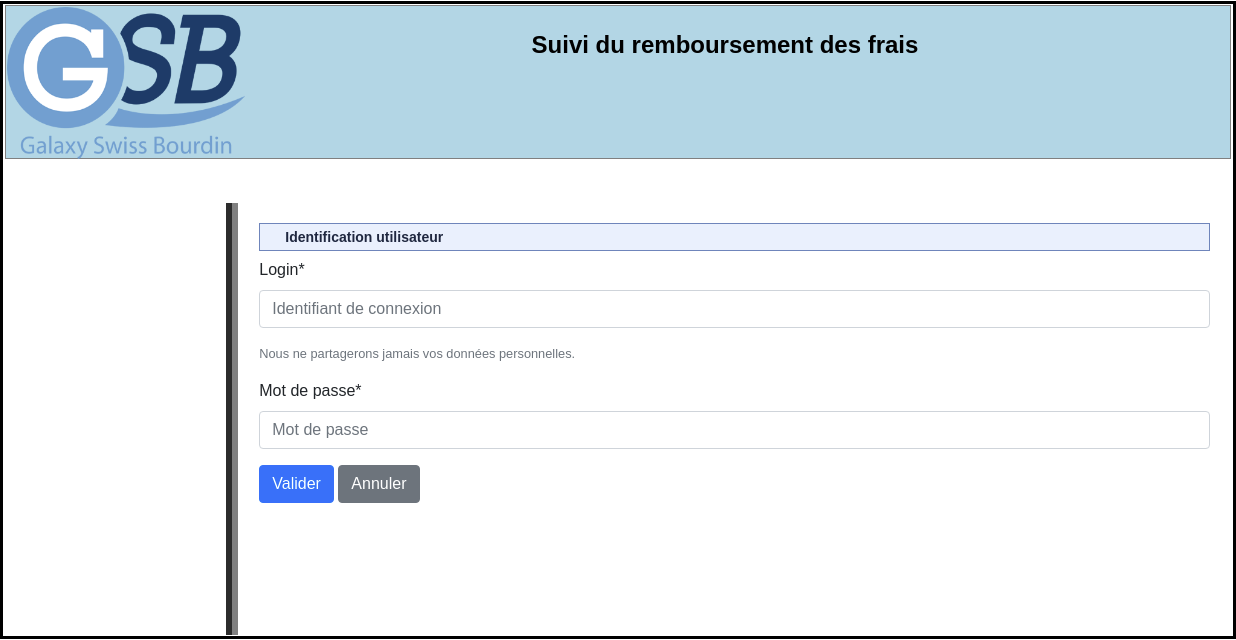 GSB
Galaxy Swiss Bourdin
Suivi du remboursement des frais
Identification utilisateur
Login*
Identifiant de connexion
Nous ne partagerons jamais vos données personnelles.
Mot de passe*
Mot de passe
Valider Annuler